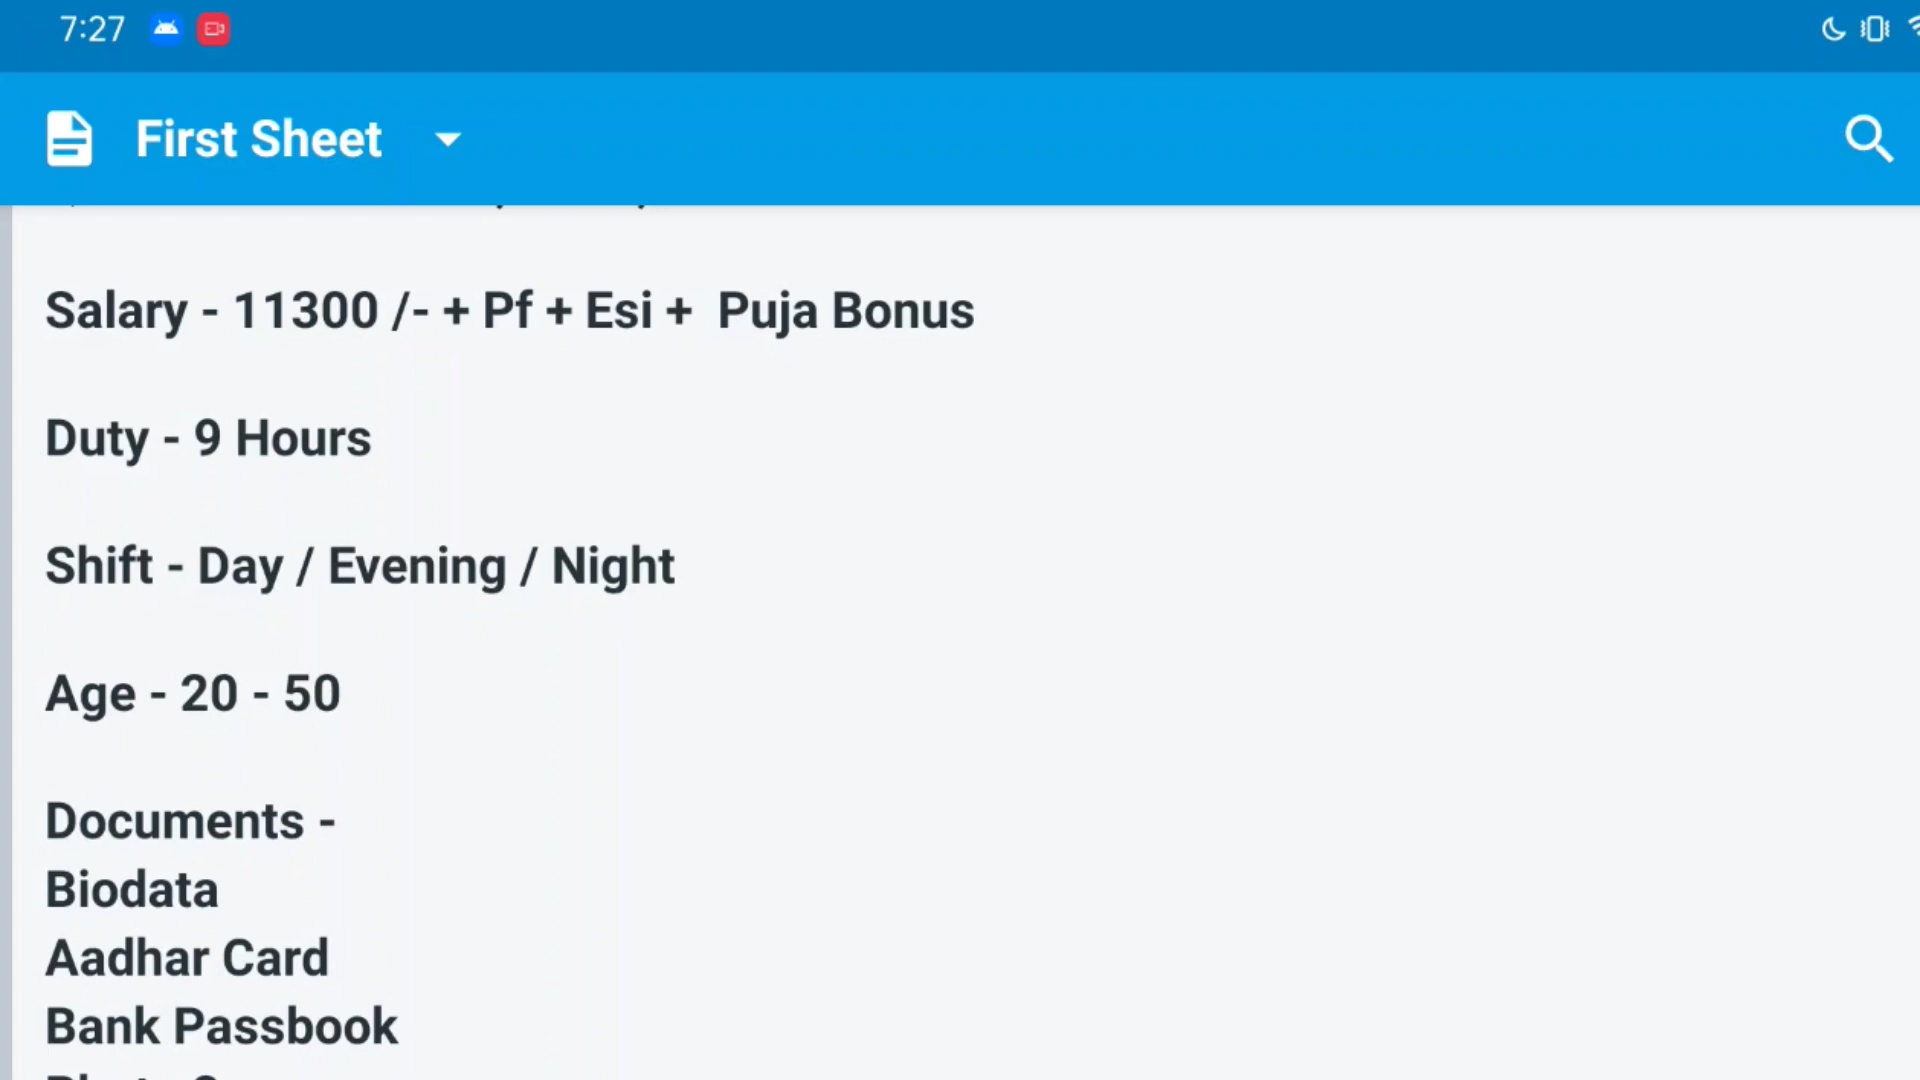 7:27
First Sheet
Salary - 11300 /- + Pf + Esi +  Puja Bonus
Duty - 9 Hours
Shift - Day / Evening / Night
Age - 20 - 50
Documents -
Biodata
Aadhar Card
Bank Passbook